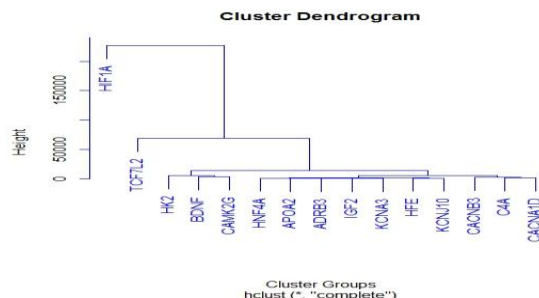 Cluster Dendrogram
Height
0 50000 150000
HIF1A
TCF7L2
HK2
BDNF
CAMK2G
HNF4A
APOA2
ADRB3
IGF2
KCNA3
HFE
KCNJ10
CACNB3
C4A
CACNA1D
Cluster Groups
hclust (*, "complete")